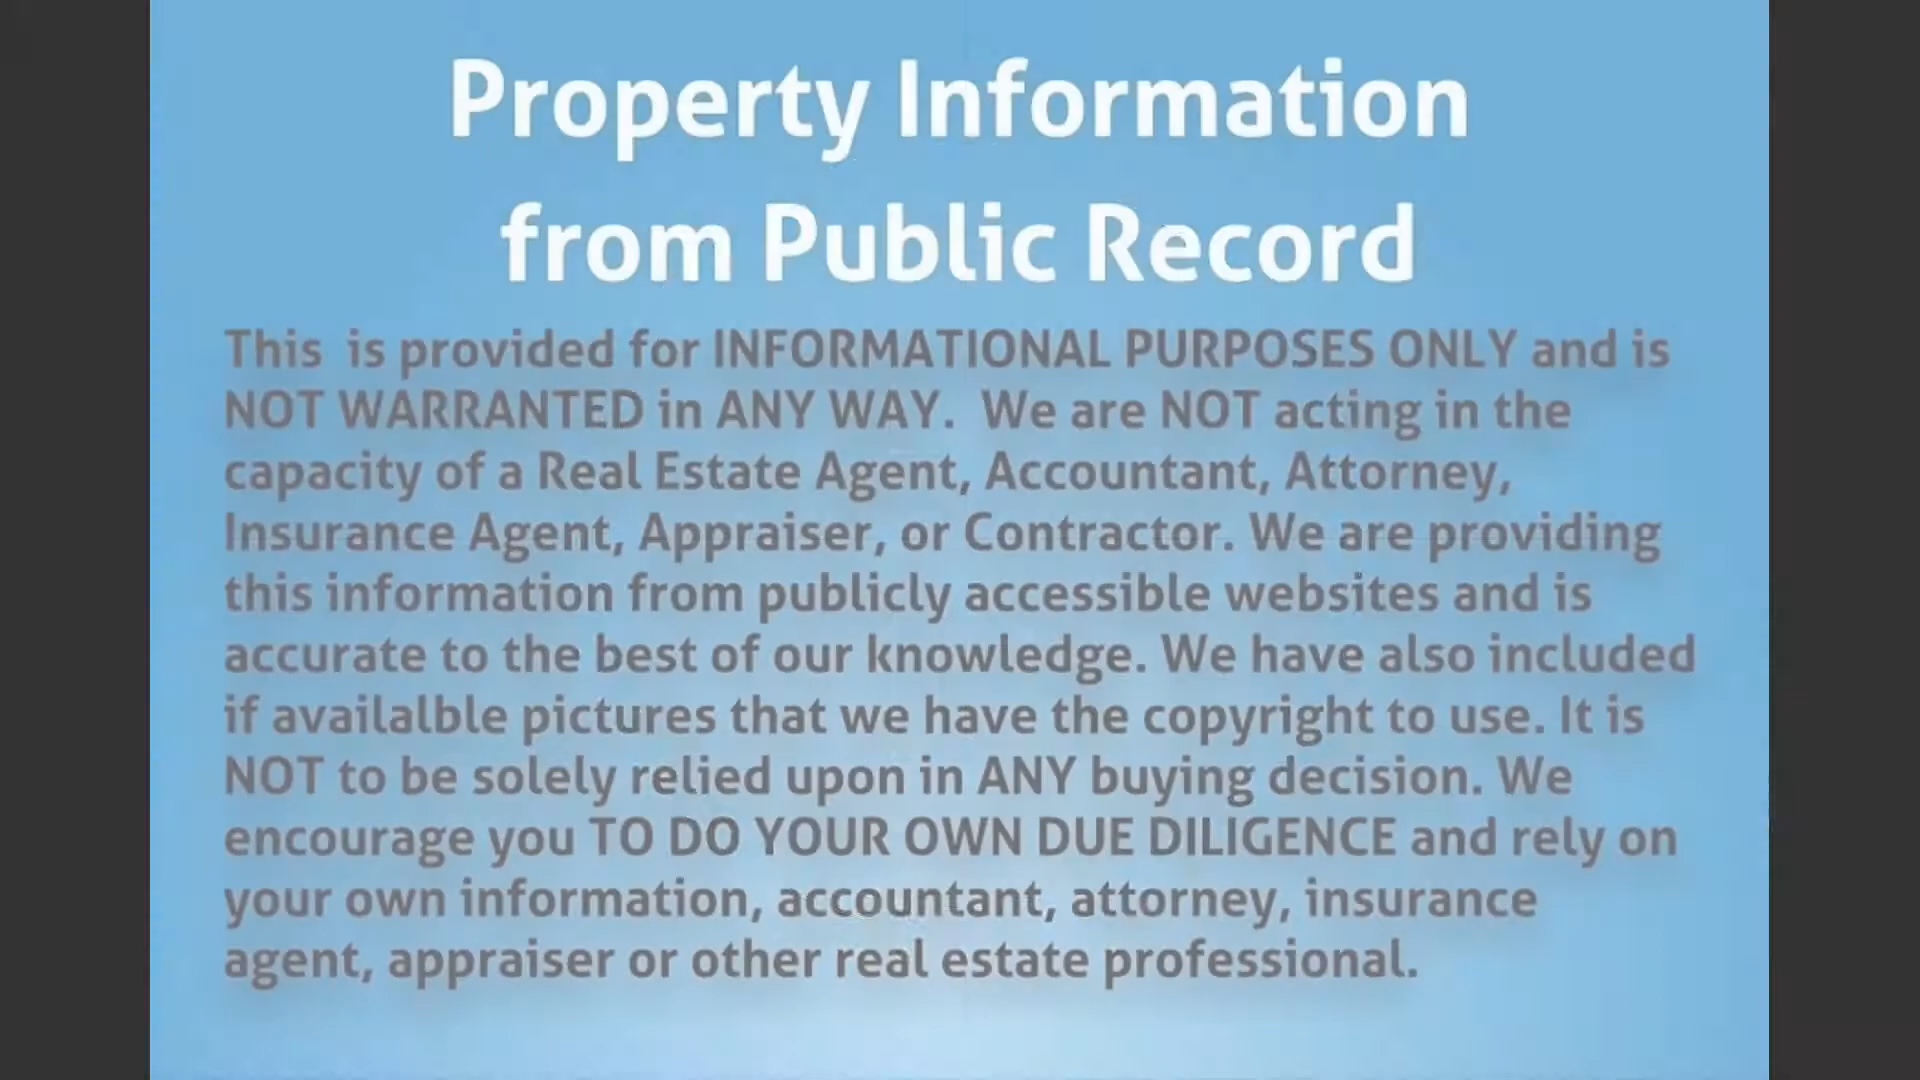 Property Information
from Public Record
This is provided for INFORMATIONAL PURPOSES ONLY and is
NOT WARRANTED in ANY WAY. We are NOT acting in the
capacity of a Real Estate Agent, Accountant, Attorney,
Insurance Agent, Appraiser, or Contractor. We are providing
this information from publicly accessible websites and is
accurate to the best of our knowledge. We have also included
if availalble pictures that we have the copyright to use. It is
NOT to be solely relied upon in ANY buying decision. We
encourage you TO DO YOUR OWN DUE DILIGENCE and rely on
your own information, accountant, attorney, insurance
agent, appraiser or other real estate professional.